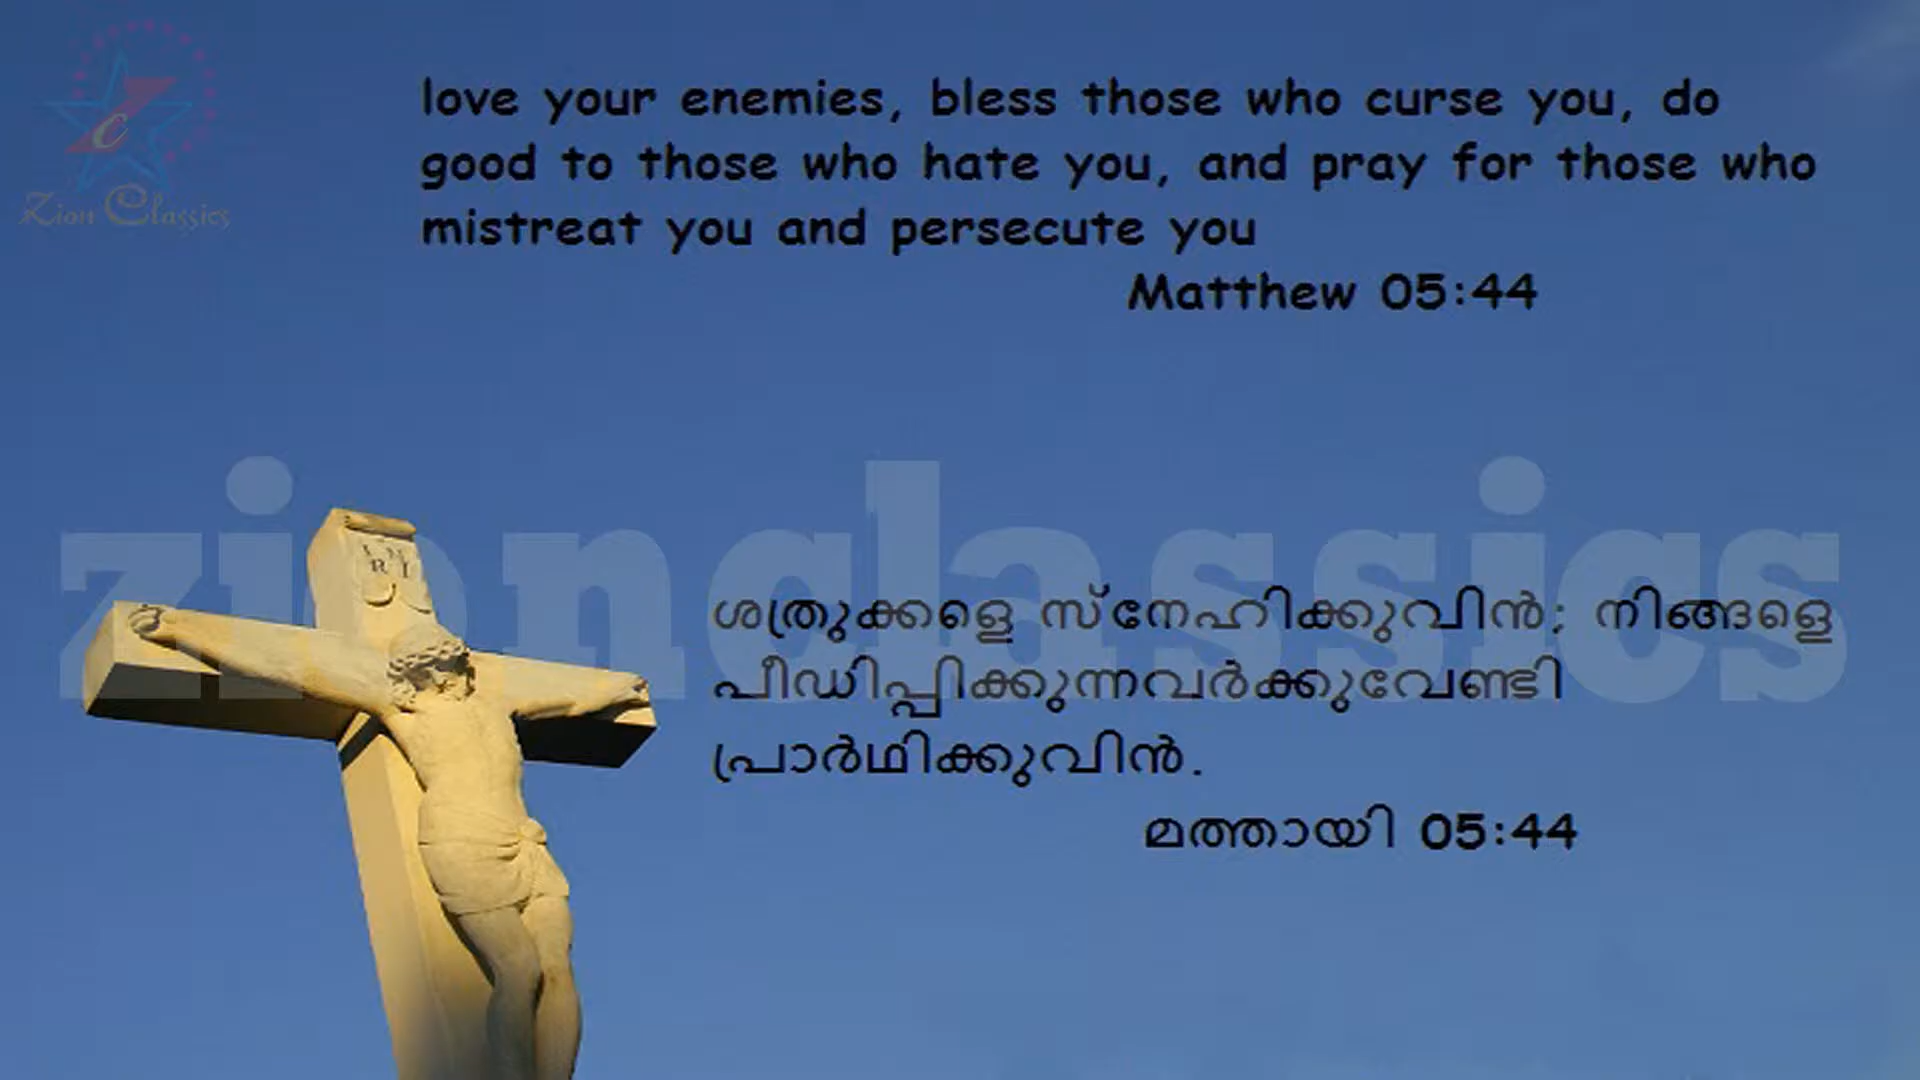 Zion Classics
love your enemies, bless those who curse you, do
good to those who hate you, and pray for those who
mistreat you and persecute you
Matthew 05:44
zionclassics
I N
R I
ശത്രുക്കളെ സ്നേഹിക്കുവിൻ; നിങ്ങളെ
പീഡിപ്പിക്കുന്നവർക്കുവേണ്ടി
പ്രാർഥിക്കുവിൻ.
മത്തായി 05:44